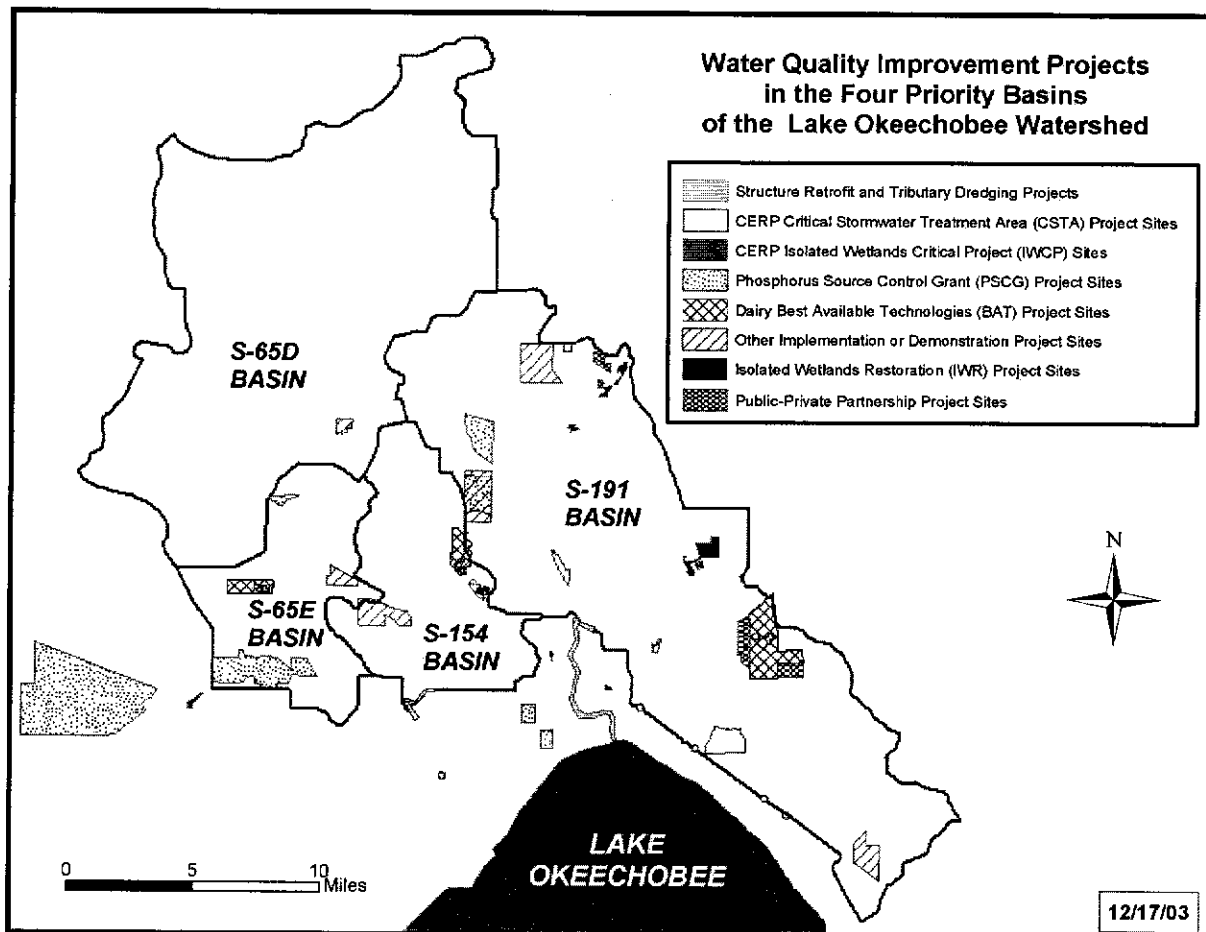 Water Quality Improvement Projects
in the Four Priority Basins
of the Lake Okeechobee Watershed
Structure Retrofit and Tributary Dredging Projects
CERP Critical Stormwater Treatment Area (CSTA) Project Sites
CERP Isolated Wetlands Critical Project (IWCP) Sites
Phosphorus Source Control Grant (PSCG) Project Sites
Dairy Best Available Technologies (BAT) Project Sites
Other Implementation or Demonstration Project Sites
Isolated Wetlands Restoration (IWR) Project Sites
Public-Private Partnership Project Sites
S-65D
BASIN
S-191
BASIN
S-65E
BASIN
S-154
BASIN
N
LAKE
OKEECHOBEE
0 5 10
Miles
12/17/03